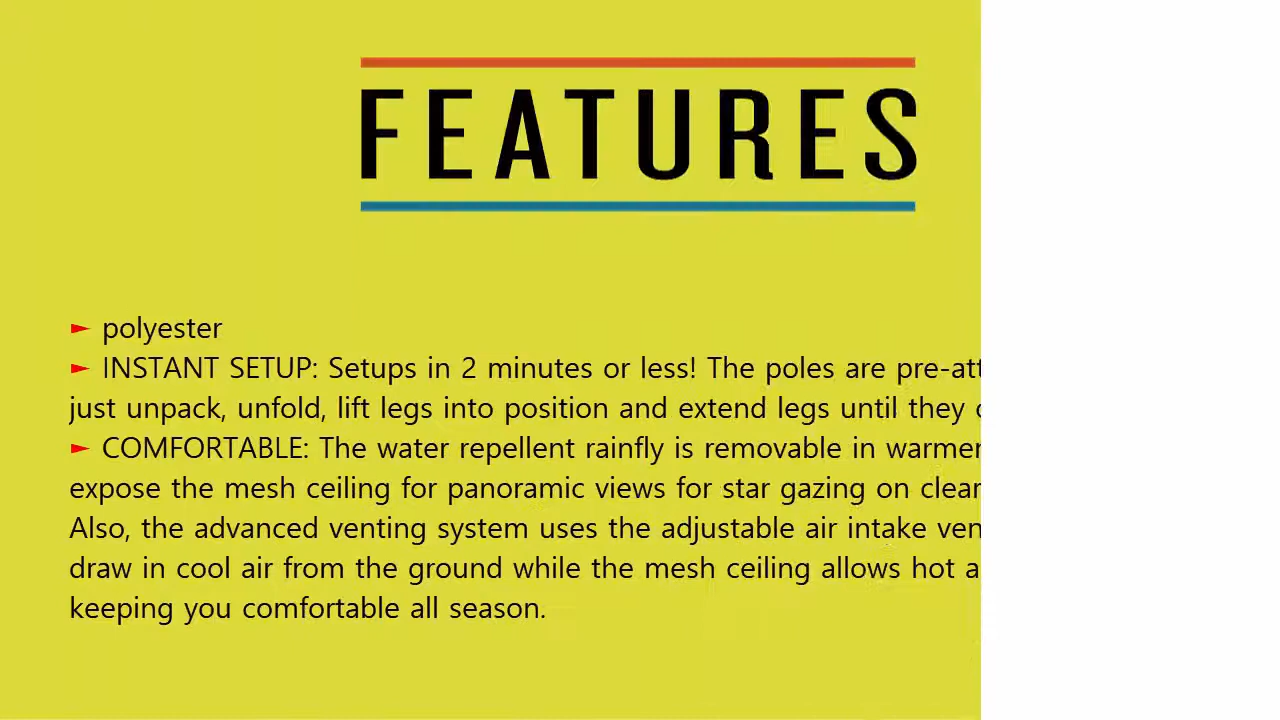 FEATURES
► polyester
► INSTANT SETUP: Setups in 2 minutes or less! The poles are
just unpack, unfold, lift legs into position and extend legs until they
► COMFORTABLE: The water repellent rainfly is removable in warmer
expose the mesh ceiling for panoramic views for star gazing on clear
Also, the advanced venting system uses the adjustable air intake
draw in cool air from the ground while the mesh ceiling allows hot
keeping you comfortable all season.